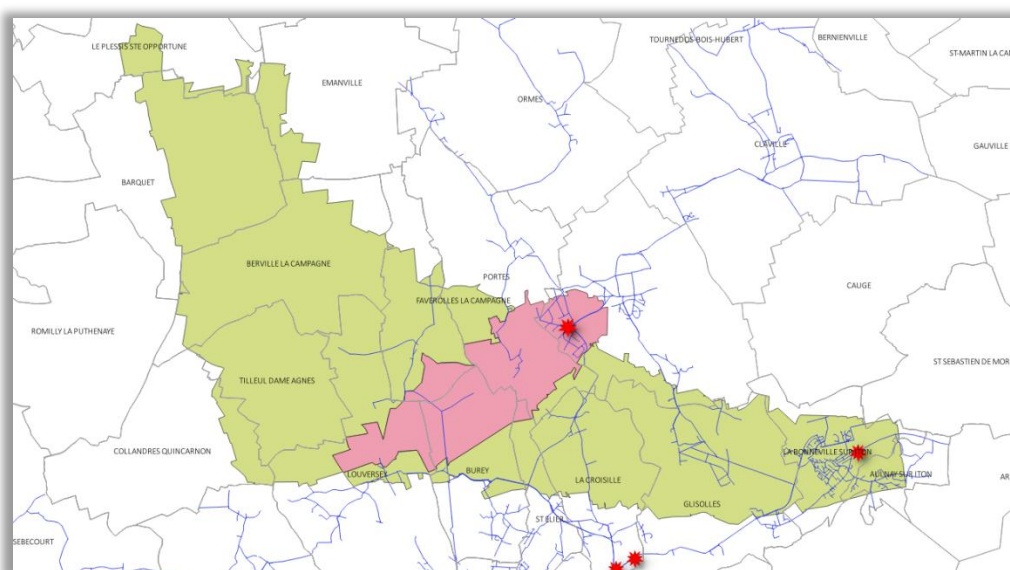 TOURNEDOS-BOIS-HUBERT
BERNIENVILLE
LE PLESSIS STE OPPORTUNE
ST-MARTIN LA CA
EMANVILLE
ORMES
CLAVILLE
GAUVILLE
BARQUET
BERVILLE LA CAMPAGNE
PORTES
CAUGE
FAVEROLLES LA CAMPAGNE
ROMILLY LA PUTHENAYE
ST SEBASTIEN DE MOR
TILLEUL DAME AGNES
COLLANDRES QUINCARNON
LA BONNEVILLE SUR ITON
BUREY
LOUVERSEY
AULNAY SUR ITON
AR
LA CROISILLE
GLISOLLES
SEBECOURT